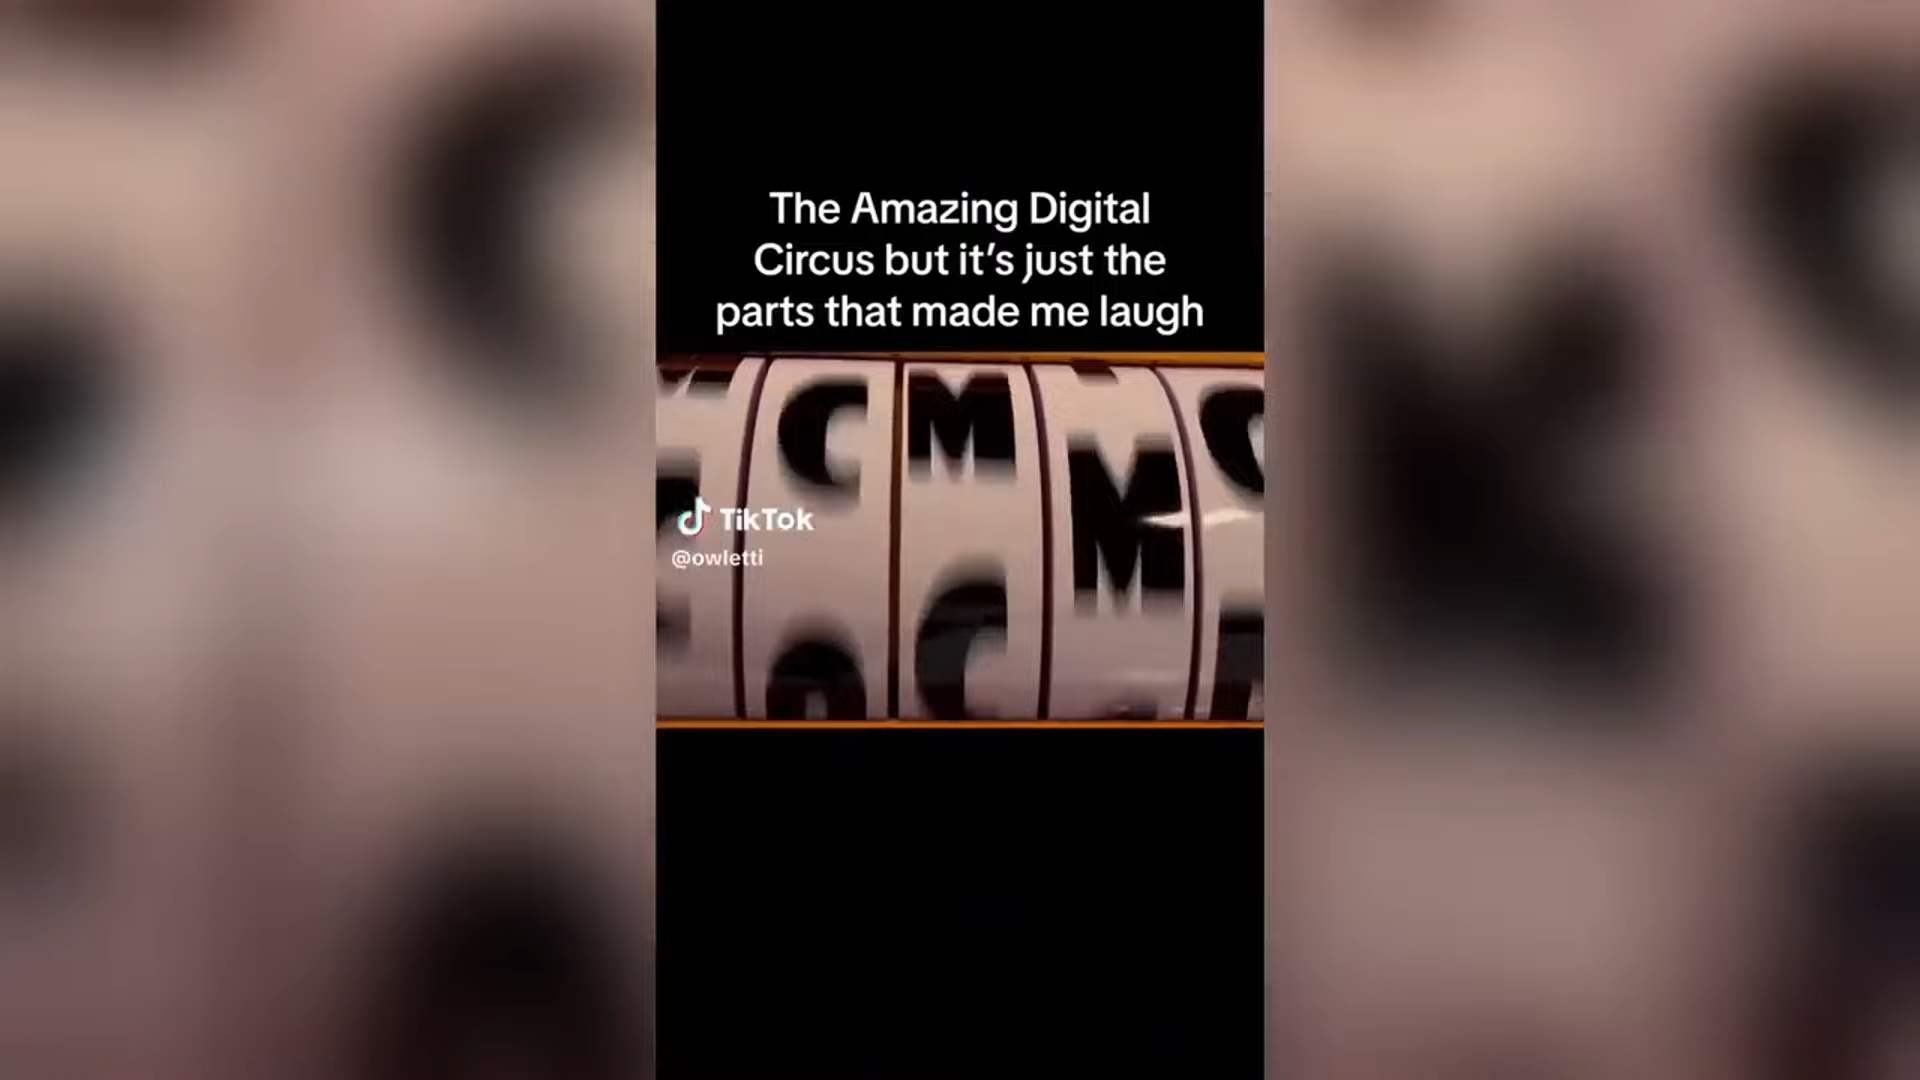 The Amazing Digital
Circus but it’s just the
parts that made me laugh
C M
M
C
TikTok
@owletti